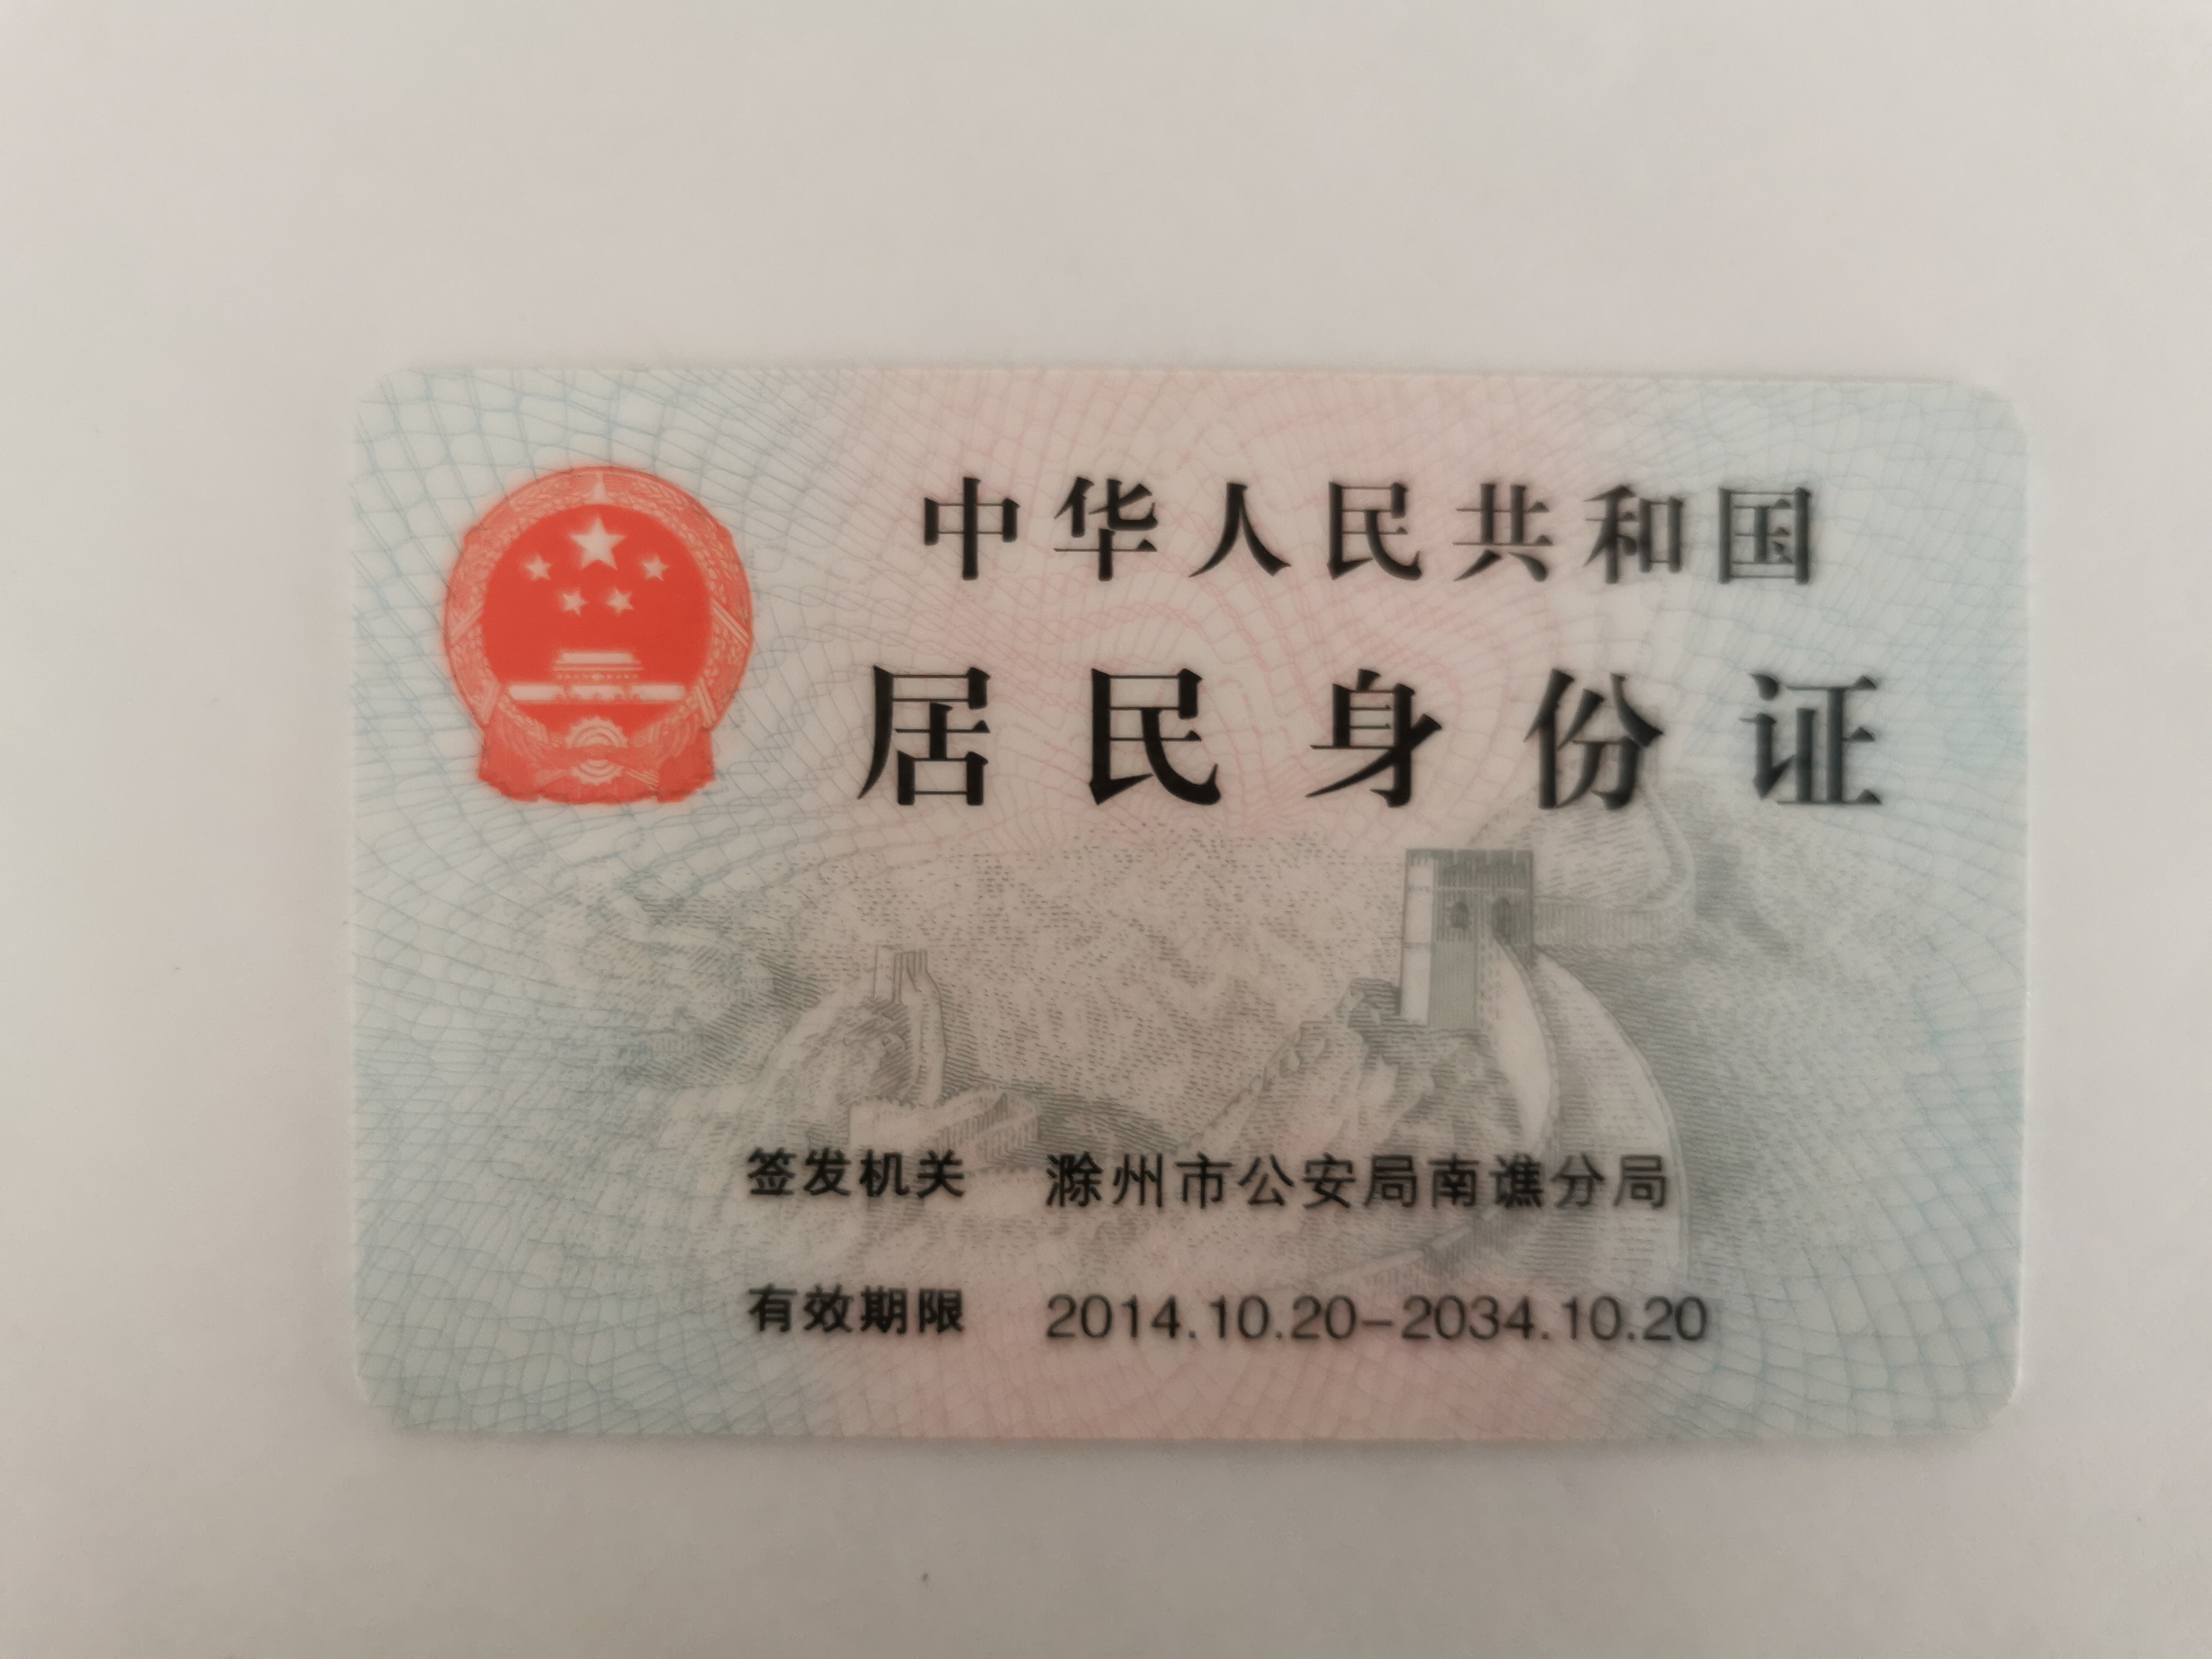 中华人民共和国
居民身份证
签发机关 滁州市公安局南谯分局
有效期限 2014.10.20-2034.10.20